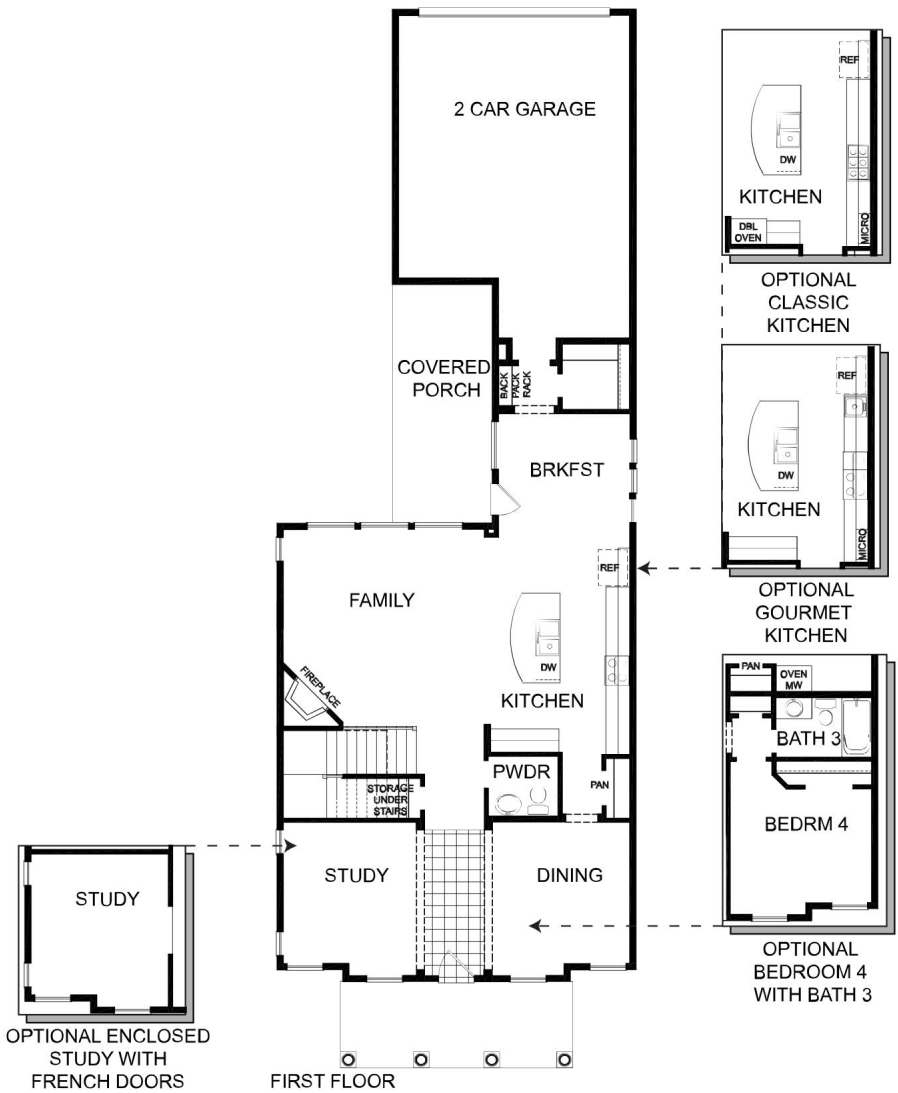 2 CAR GARAGE
COVERED
PORCH
BACK
PACK
RACK
BRKFST
REF
FAMILY
FIREPLACE
DW
KITCHEN
PWDR
PAN
STORAGE
UNDER
STAIRS
STUDY
DINING
FIRST FLOOR
REF
DW
KITCHEN
DBL
OVEN
MICRO
OPTIONAL
CLASSIC
KITCHEN
REF
DW
KITCHEN
MICRO
OPTIONAL
GOURMET
KITCHEN
PAN
OVEN
MW
BATH 3
BEDRM 4
OPTIONAL
BEDROOM 4
WITH BATH 3
STUDY
OPTIONAL ENCLOSED
STUDY WITH
FRENCH DOORS